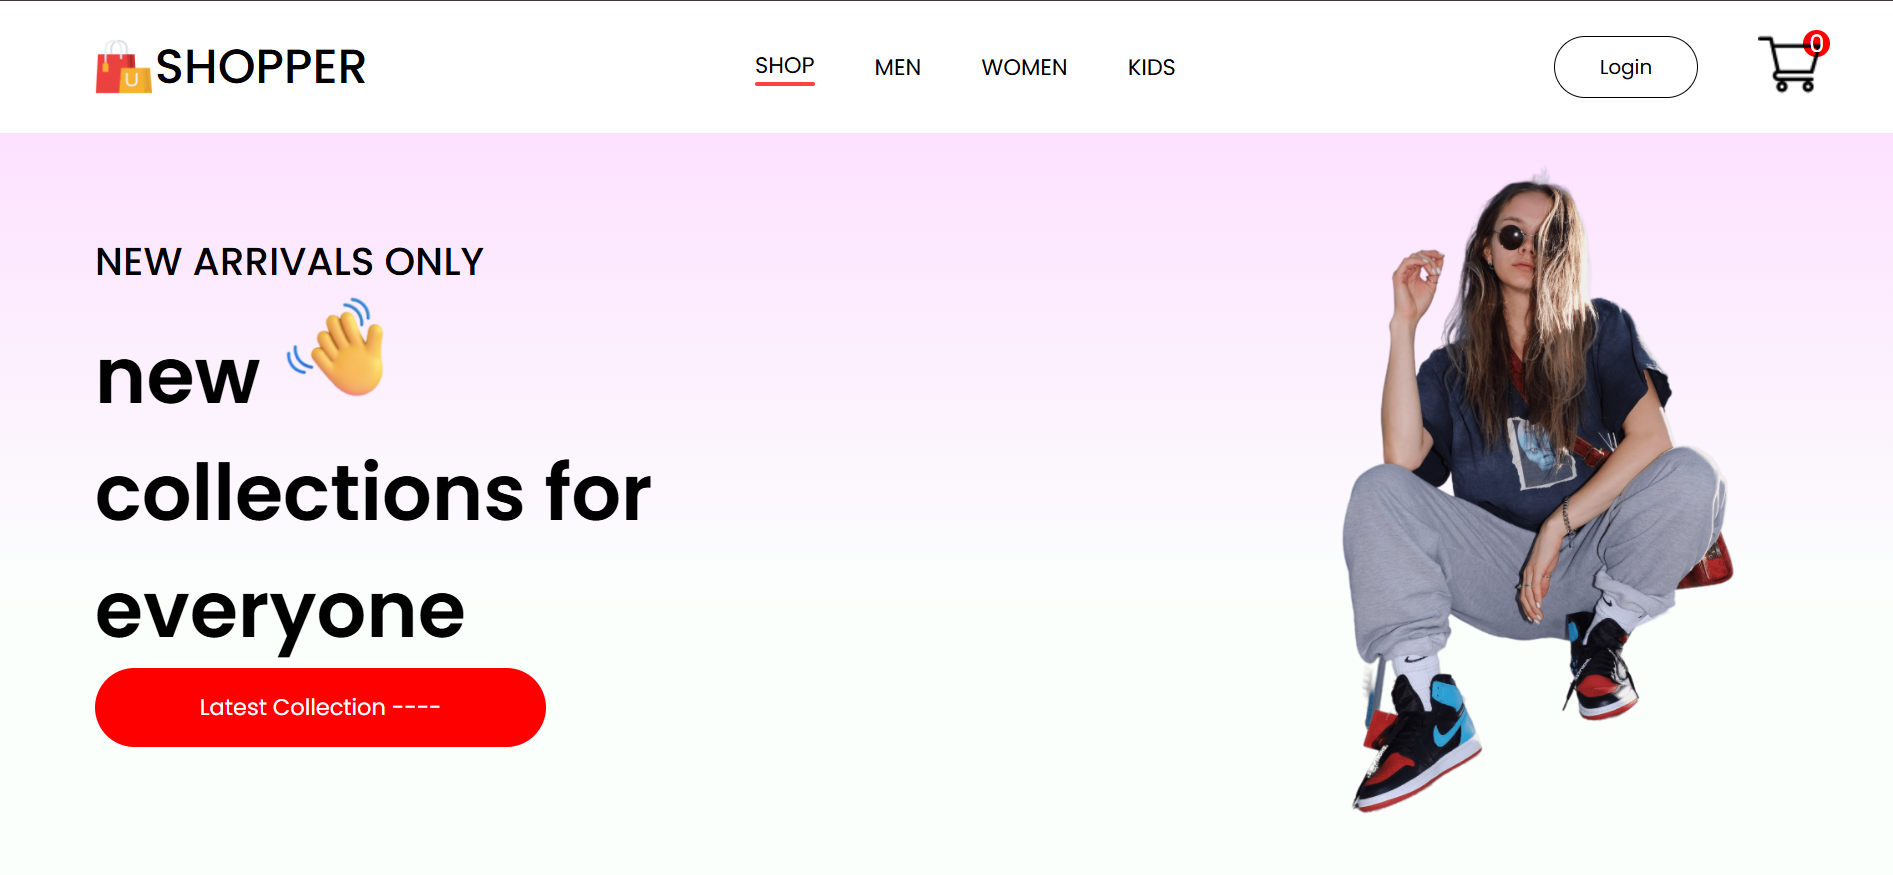 SHOPPER
SHOP
MEN
WOMEN
KIDS
Login
0
NEW ARRIVALS ONLY
new
collections for
everyone
Latest Collection ----
U